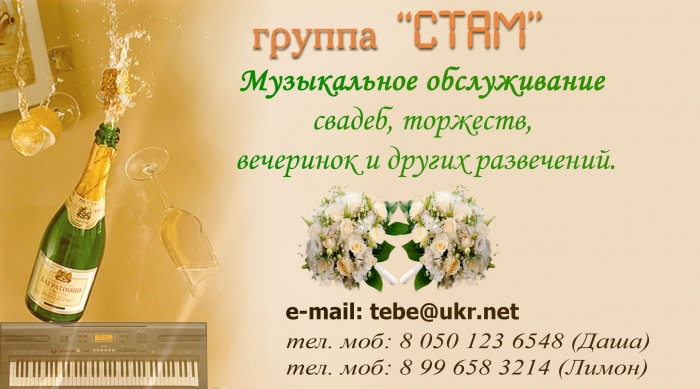 группа "СТАМ"
Музыкальное обслуживание
свадеб, торжеств,
вечеринок и других развечений.
БАГРАТИОНИ
e-mail: tebe@ukr.net
тел. моб: 8 050 123 6548 (Даша)
тел. моб: 8 99 658 3214 (Лимон)